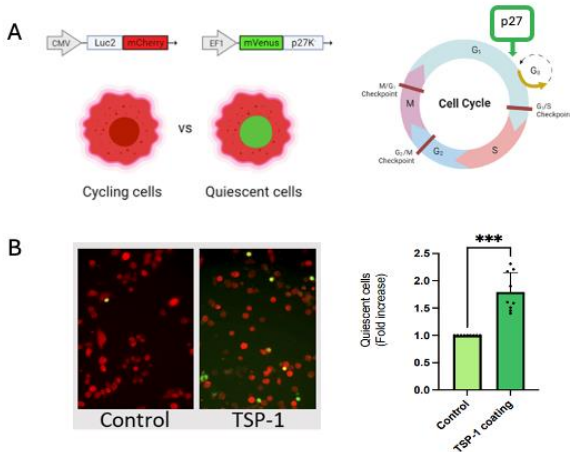 A
CMV Luc2 mCherry
EF1 mVenus p27K
p27
Cycling cells
vs
Quiescent cells
G₁
G₀
M/G₁
Checkpoint
G₁/S
Checkpoin
Cell Cycle
M
G₂/M
Checkpoint
G₂
S
B
Control
TSP-1
Quiescent cells
(Fold increase)
2.5
2.0
1.5
1.0
0.5
0.0
***
Control
TSP-1 coating